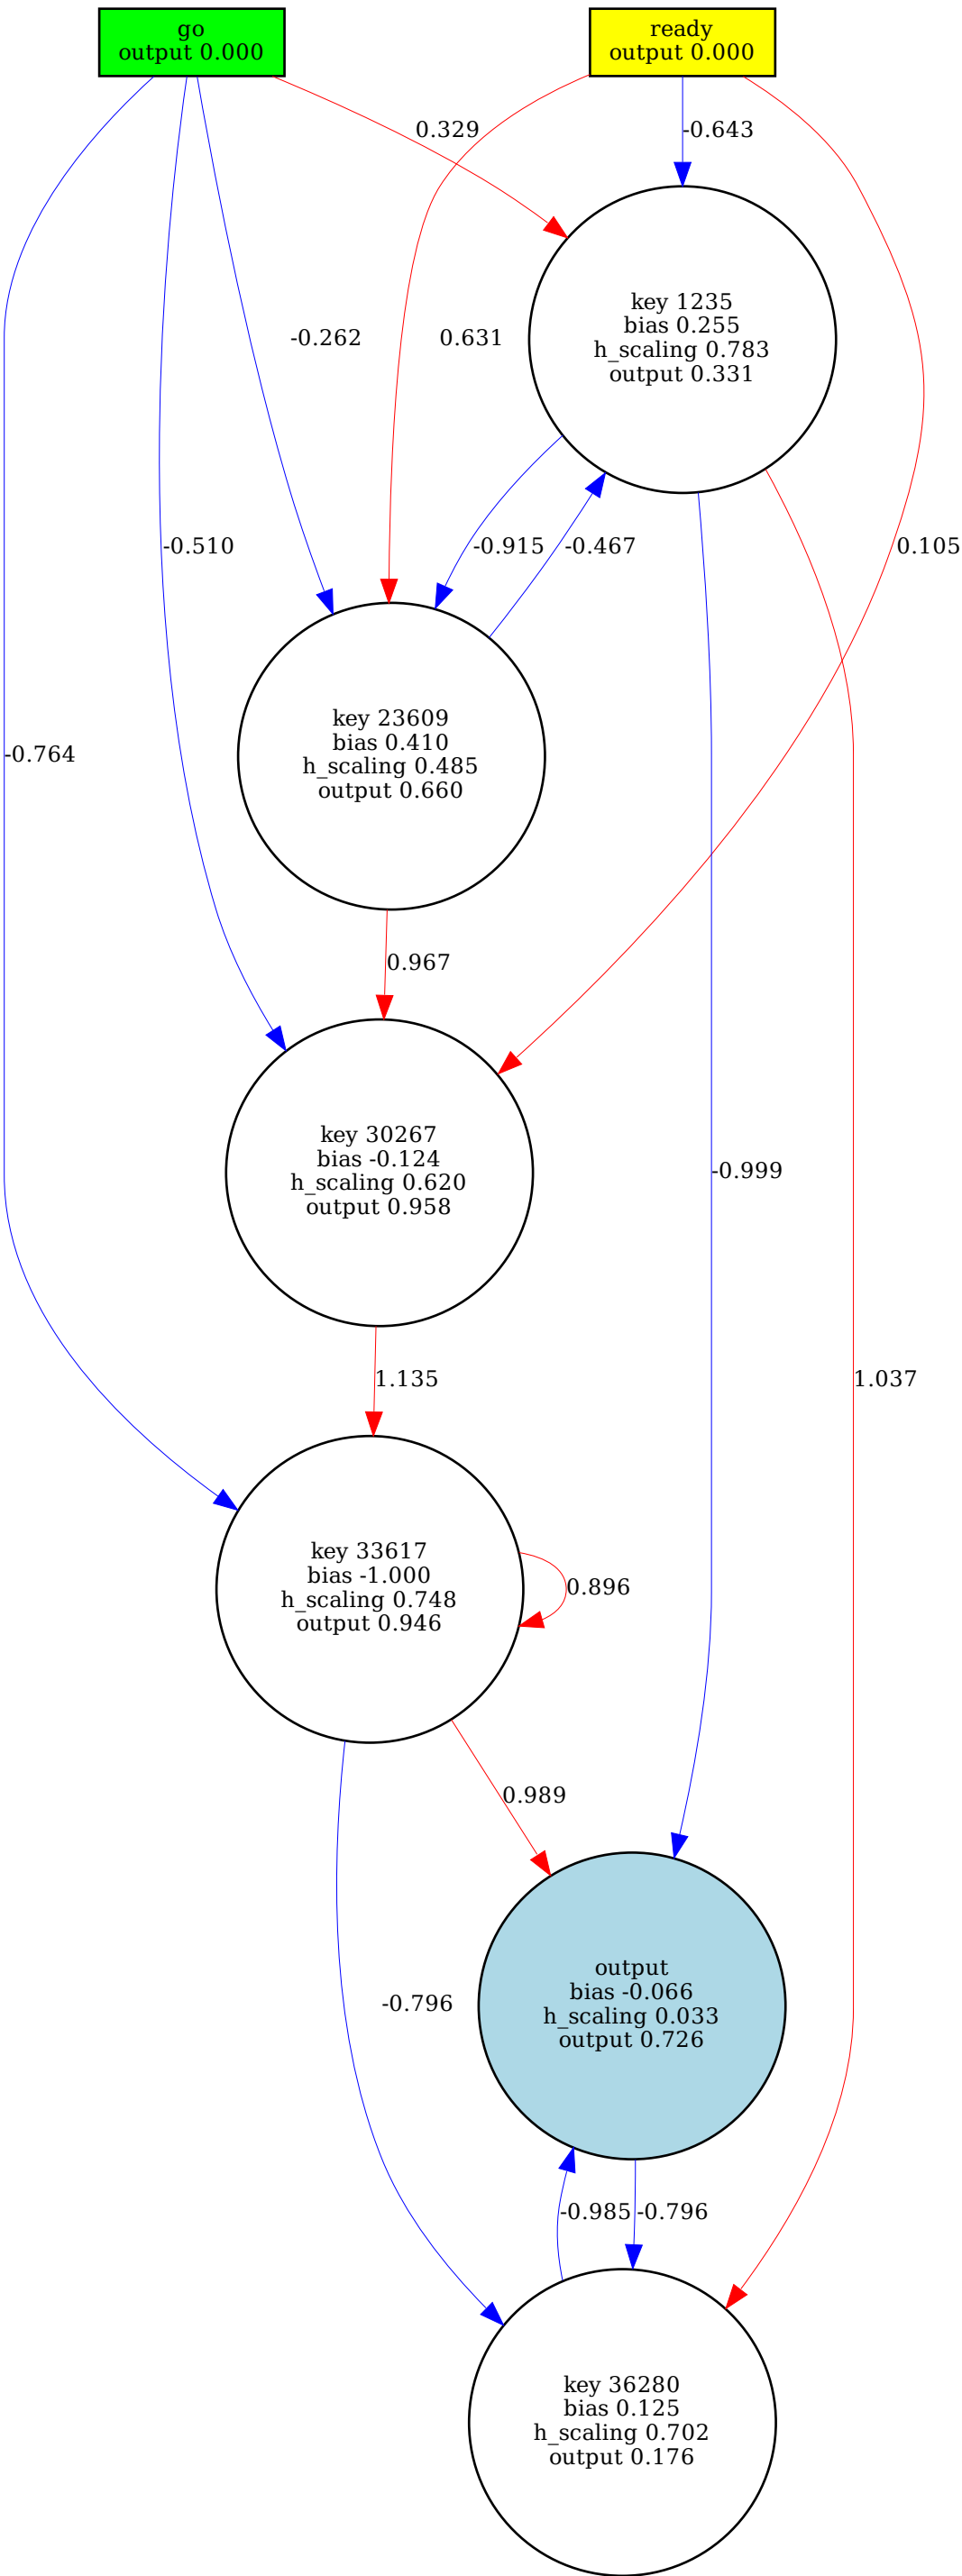 go
output 0.000
ready
output 0.000
0.329
-0.643
key 1235
bias 0.255
h_scaling 0.783
output 0.331
-0.262
0.631
-0.510
-0.915
-0.467
0.105
key 23609
bias 0.410
h_scaling 0.485
output 0.660
-0.764
0.967
key 30267
bias -0.124
h_scaling 0.620
output 0.958
-0.999
1.135
1.037
key 33617
bias -1.000
h_scaling 0.748
output 0.946
0.896
0.989
output
bias -0.066
h_scaling 0.033
output 0.726
-0.796
-0.985
-0.796
key 36280
bias 0.125
h_scaling 0.702
output 0.176